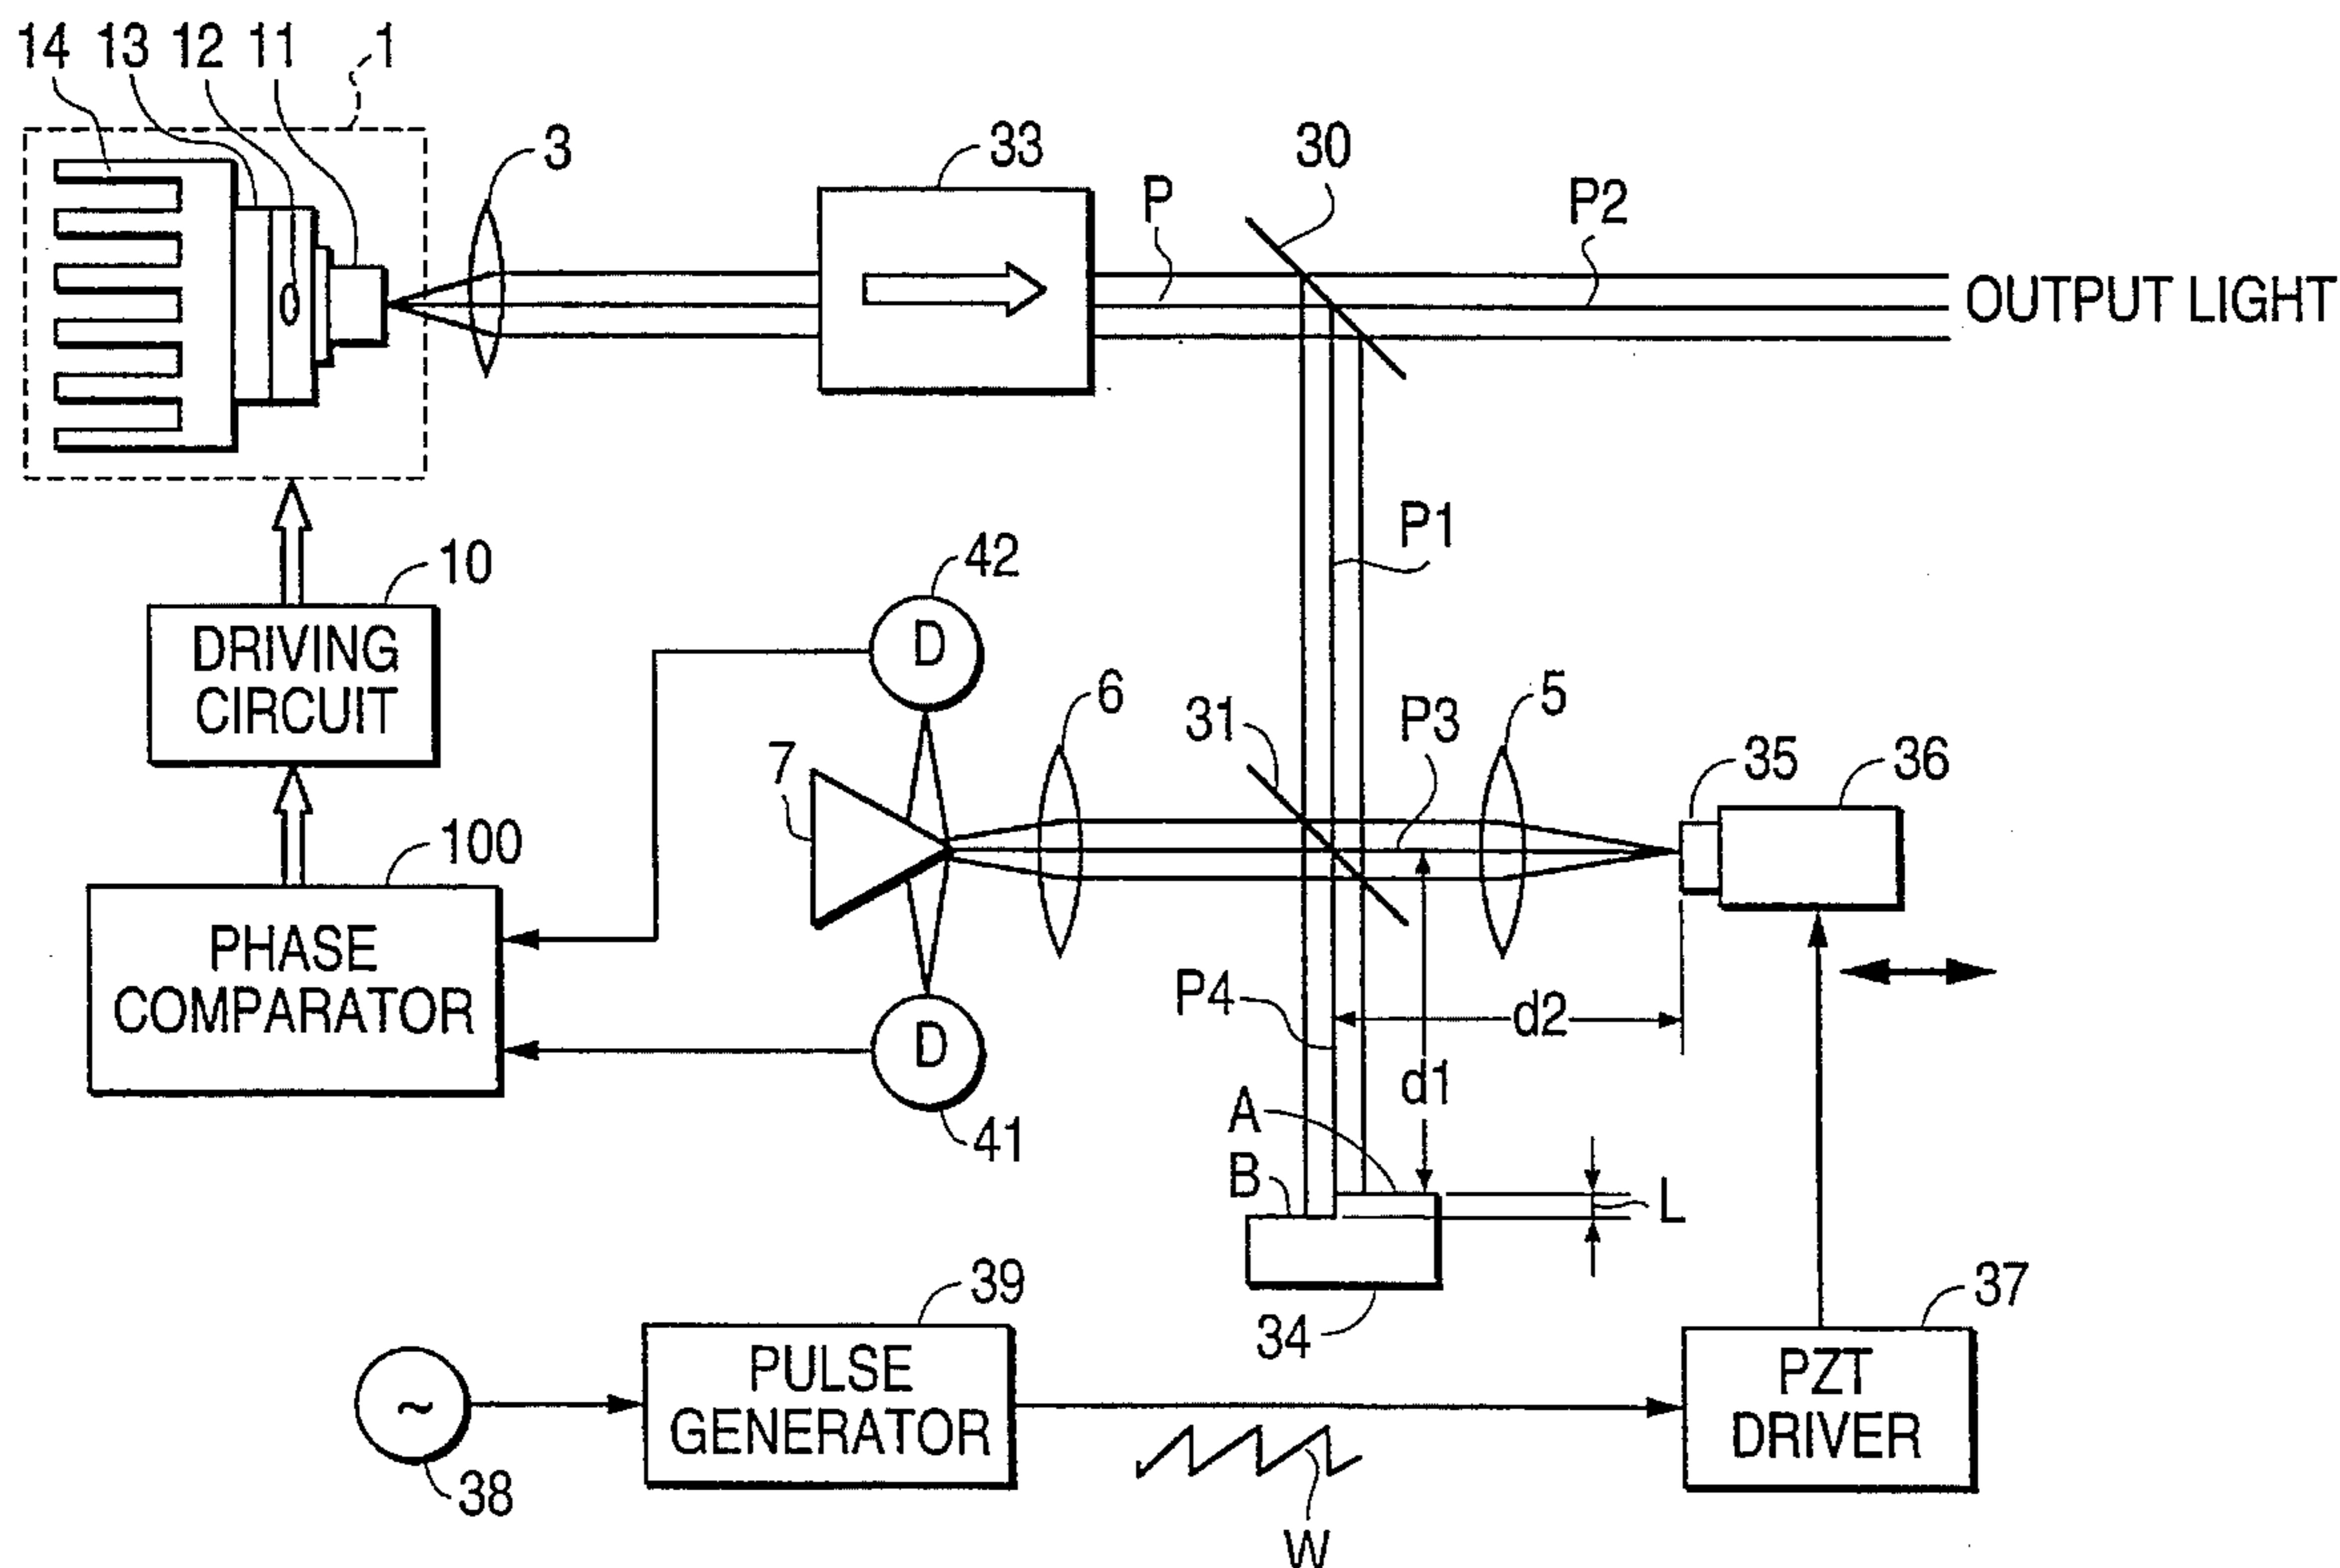 14 13 12 11 1
3
33
30
P
P2
OUTPUT LIGHT
10
DRIVING
CIRCUIT
42
D
P1
6
31
P3
5
7
35
36
100
PHASE
COMPARATOR
P4
d2
D
41
A
d1
B
L
34
39
37
PULSE
GENERATOR
PZT
DRIVER
~
38
W